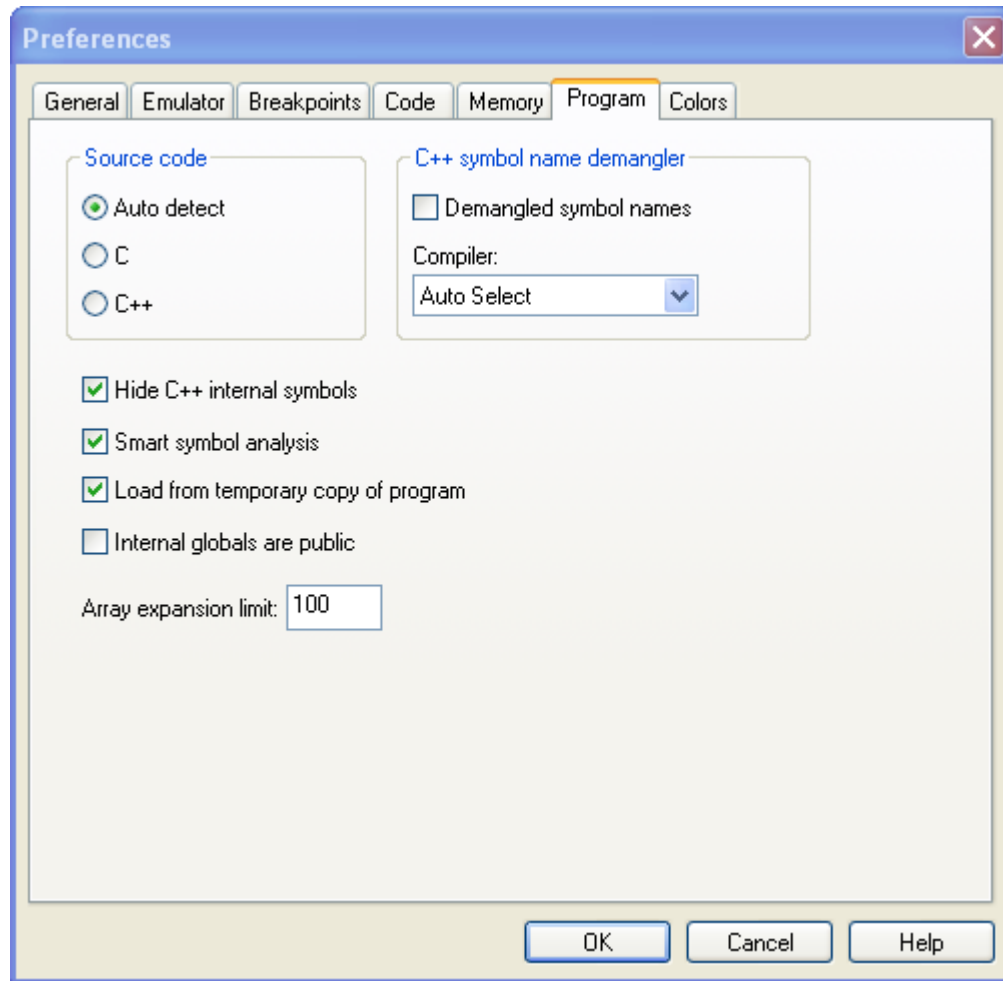 Preferences
General Emulator Breakpoints Code Memory Program Colors
Source code
Auto detect
C
C++
C++ symbol name demangler
Demangled symbol names
Compiler:
Auto Select
Hide C++ internal symbols
Smart symbol analysis
Load from temporary copy of program
Internal globals are public
Array expansion limit: 100
OK Cancel Help